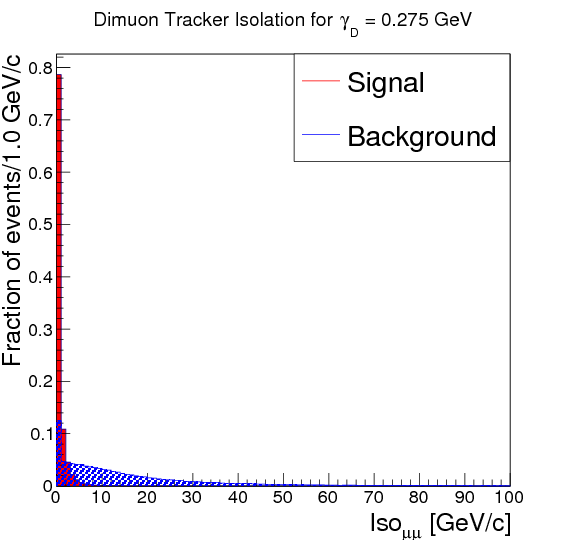 Dimuon Tracker Isolation for γD = 0.275 GeV
Fraction of events/1.0 GeV/c
Signal
Background
0.8
0.7
0.6
0.5
0.4
0.3
0.2
0.1
0
0 10 20 30 40 50 60 70 80 90 100
Isoμμ [GeV/c]